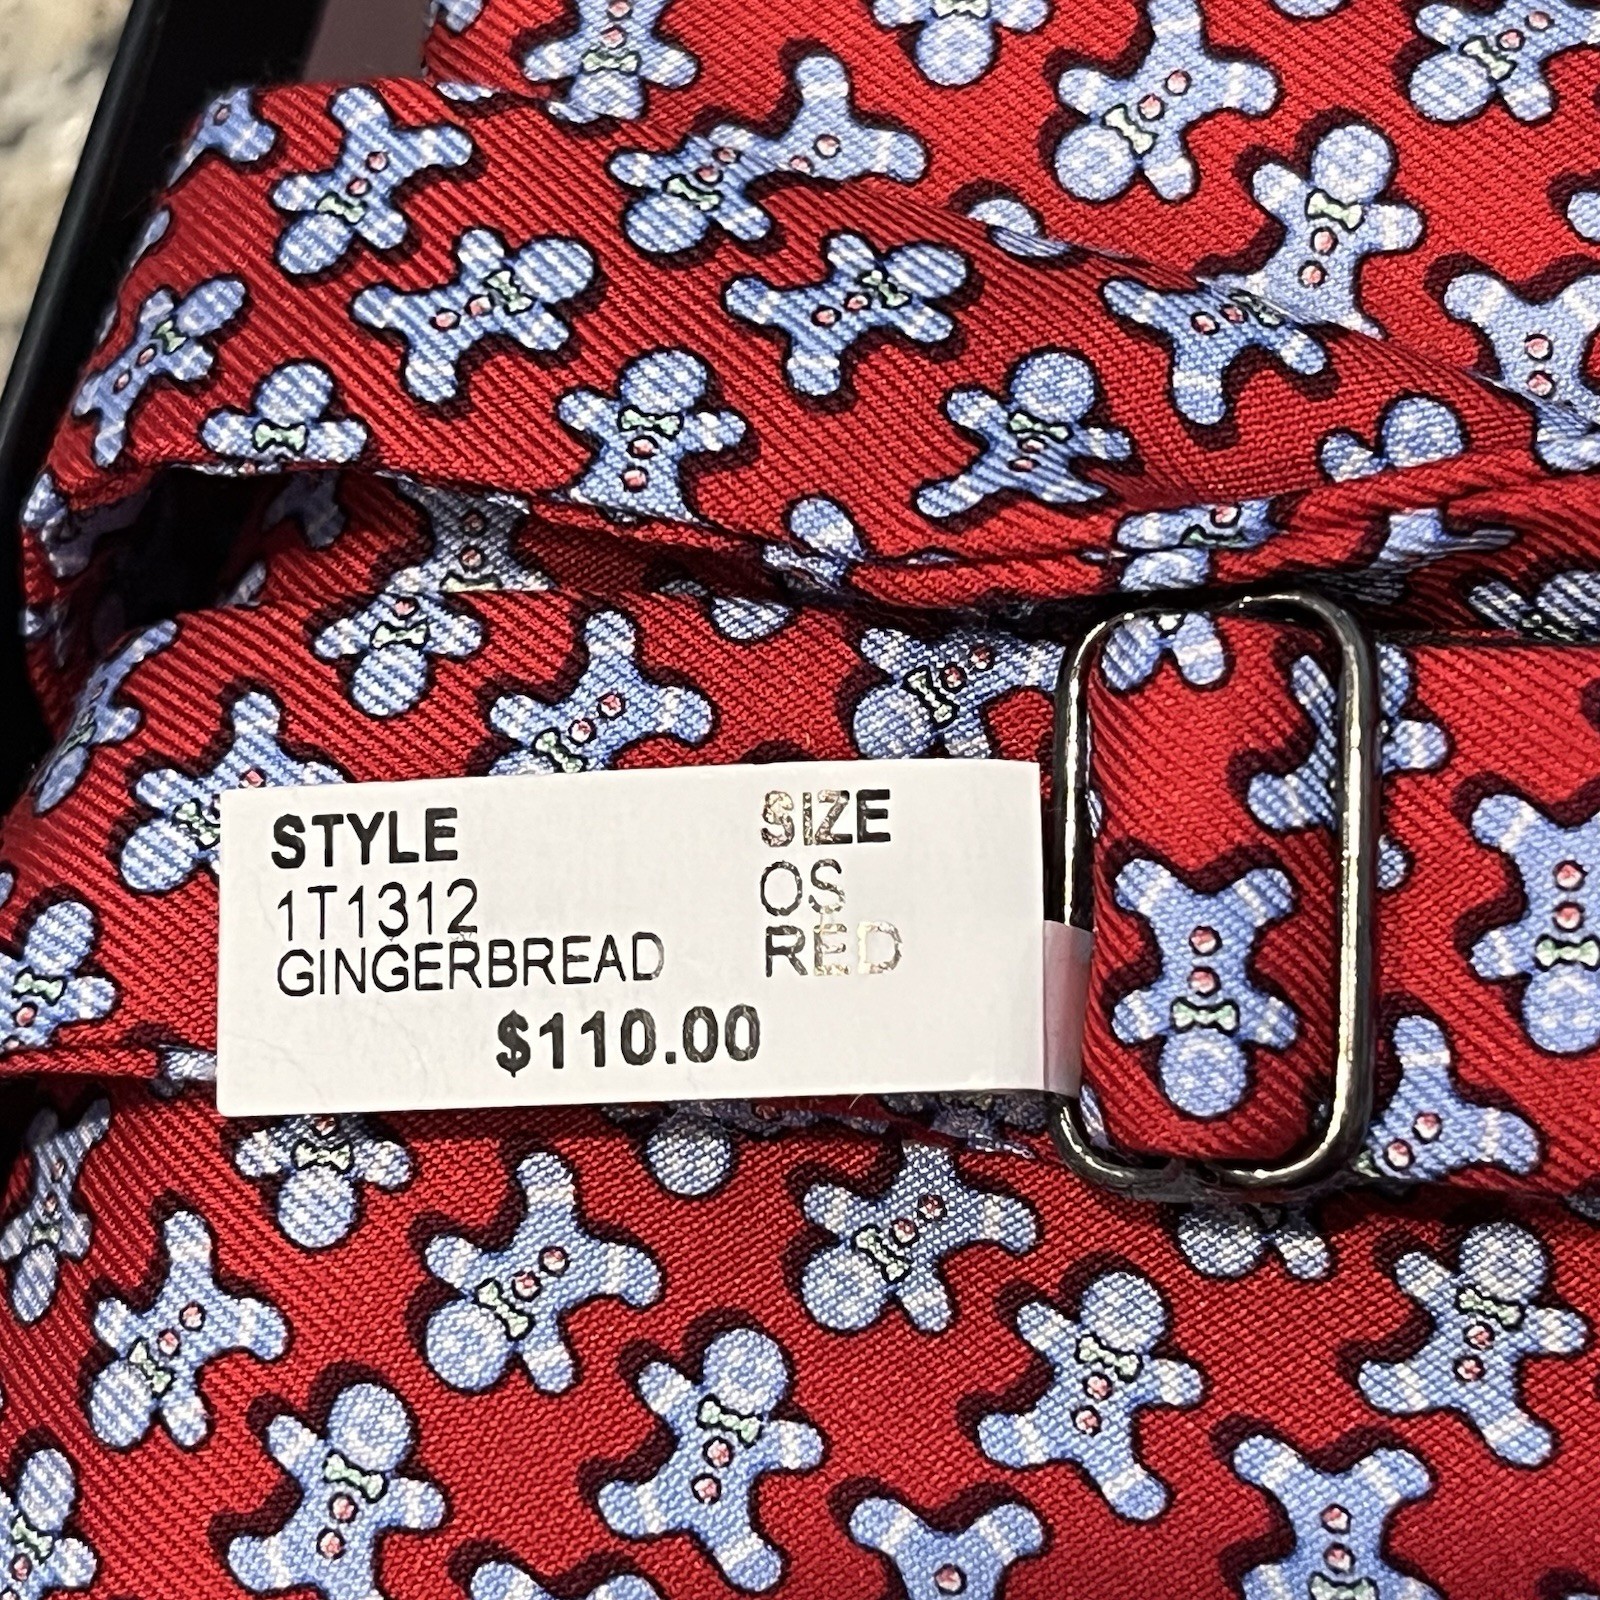 STYLE SIZE
1T1312 OS
GINGERBREAD RED
$110.00